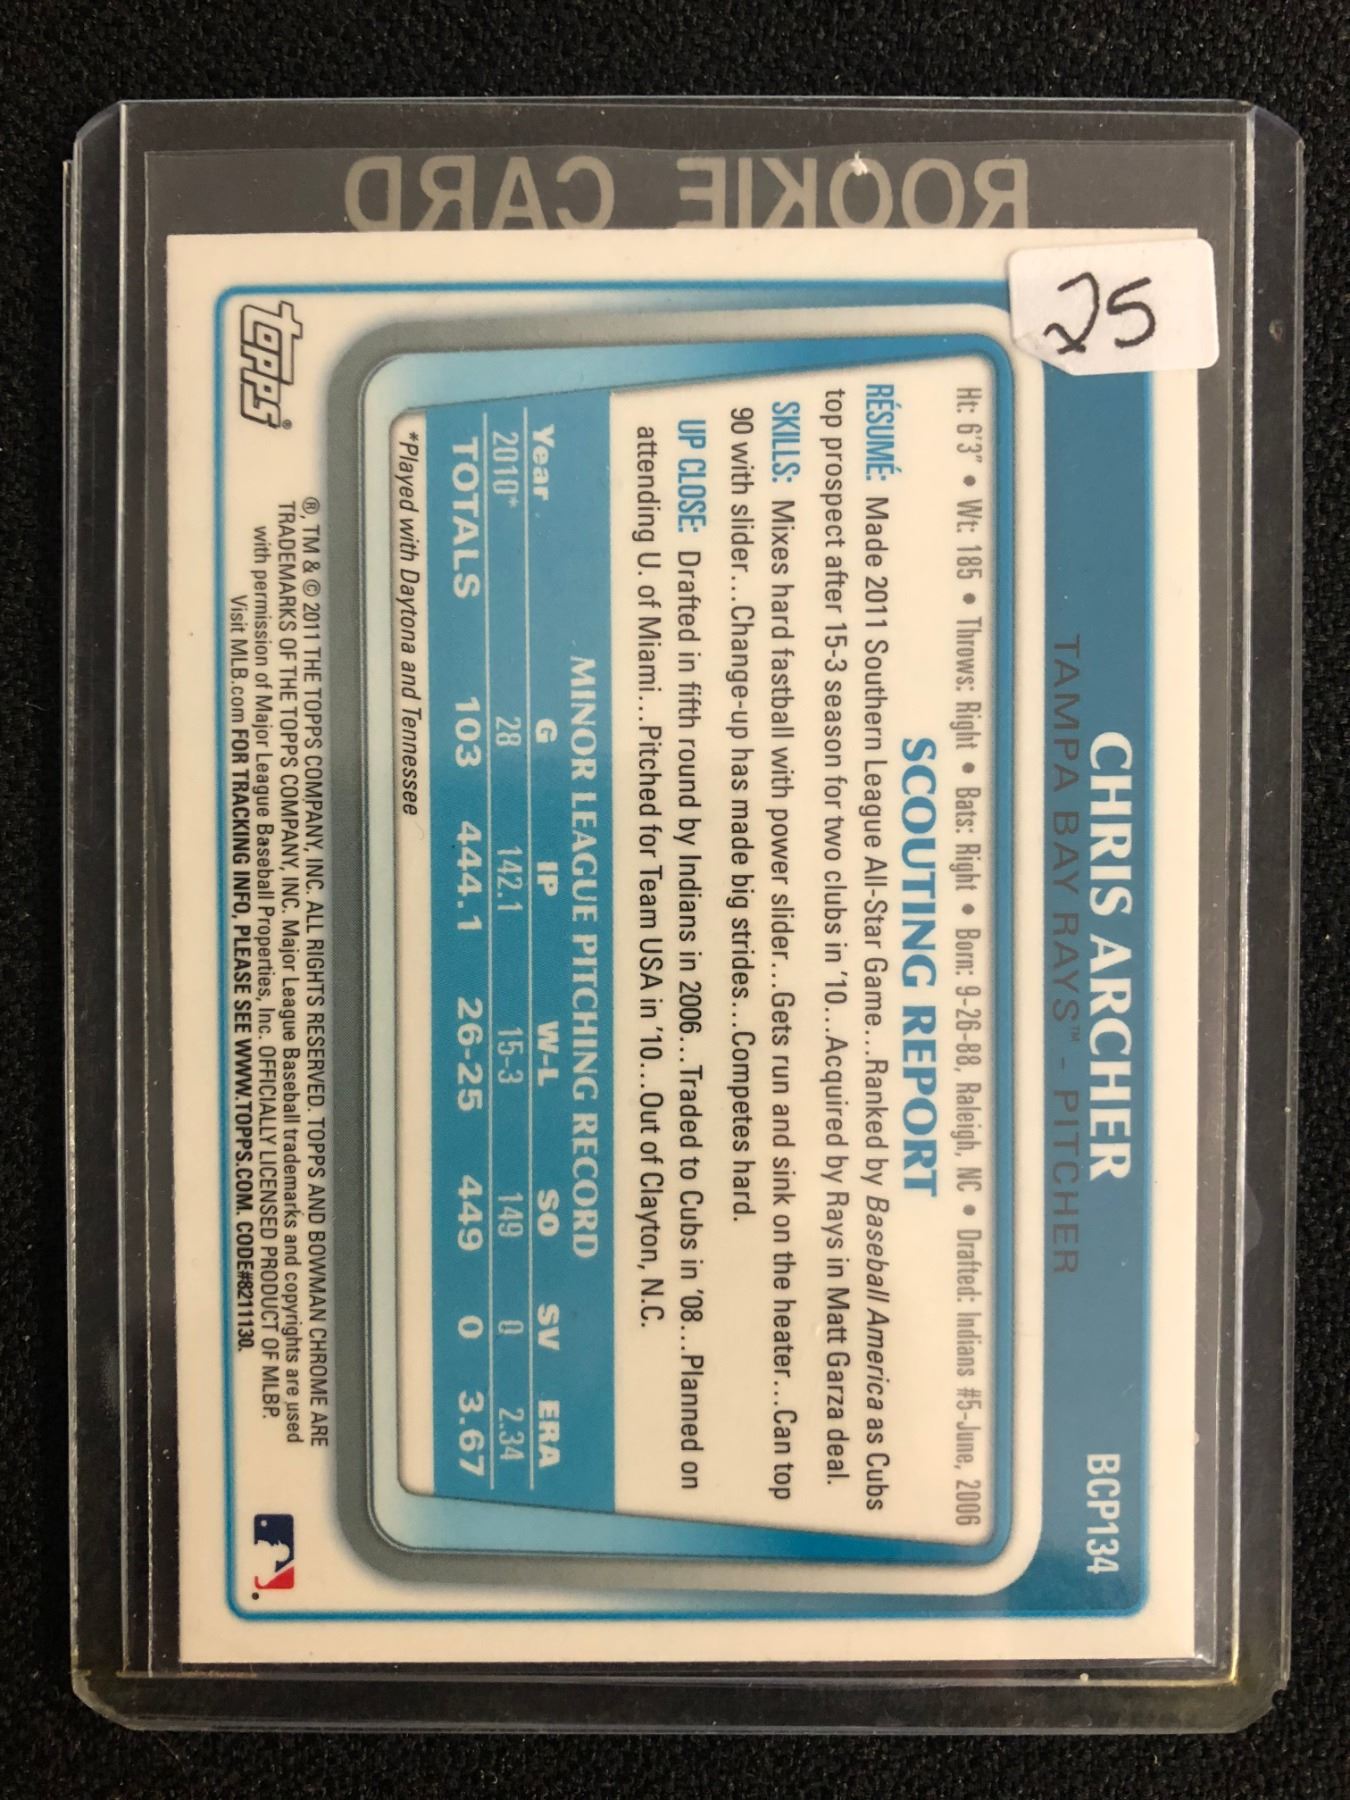 ROOKIE CARD
25
CHRIS ARCHER
BCP134
TAMPA BAY RAYS™ - PITCHER
Ht: 6'3" • Wt: 185 • Throws: Right • Bats: Right • Born: 9-26-88, Raleigh, NC • Drafted: Indians #5-June, 2006
SCOUTING REPORT
RÉSUMÉ: Made 2011 Southern League All-Star Game...Ranked by Baseball America as Cubs
top prospect after 15-3 season for two clubs in '10...Acquired by Rays in Matt Garza deal.
SKILLS: Mixes hard fastball with power slider...Gets run and sink on the heater...Can top
90 with slider...Change-up has made big strides...Competes hard.
UP CLOSE: Drafted in fifth round by Indians in 2006...Traded to Cubs in '08...Planned on
attending U. of Miami...Pitched for Team USA in '10...Out of Clayton, N.C.
MINOR LEAGUE PITCHING RECORD
Year G IP W-L SO SV ERA
2010* 28 142.1 15-3 149 0 2.34
TOTALS 103 444.1 26-25 449 0 3.67
*Played with Daytona and Tennessee
topps®
®, TM & © 2011 THE TOPPS COMPANY, INC. ALL RIGHTS RESERVED. TOPPS AND BOWMAN CHROME ARE
TRADEMARKS OF THE TOPPS COMPANY, INC. Major League Baseball trademarks and copyrights are used
with permission of Major League Baseball Properties, Inc. OFFICIALLY LICENSED PRODUCT OF MLBP.
Visit MLB.com FOR TRACKING INFO, PLEASE SEE WWW.TOPPS.COM. CODE#8211130.